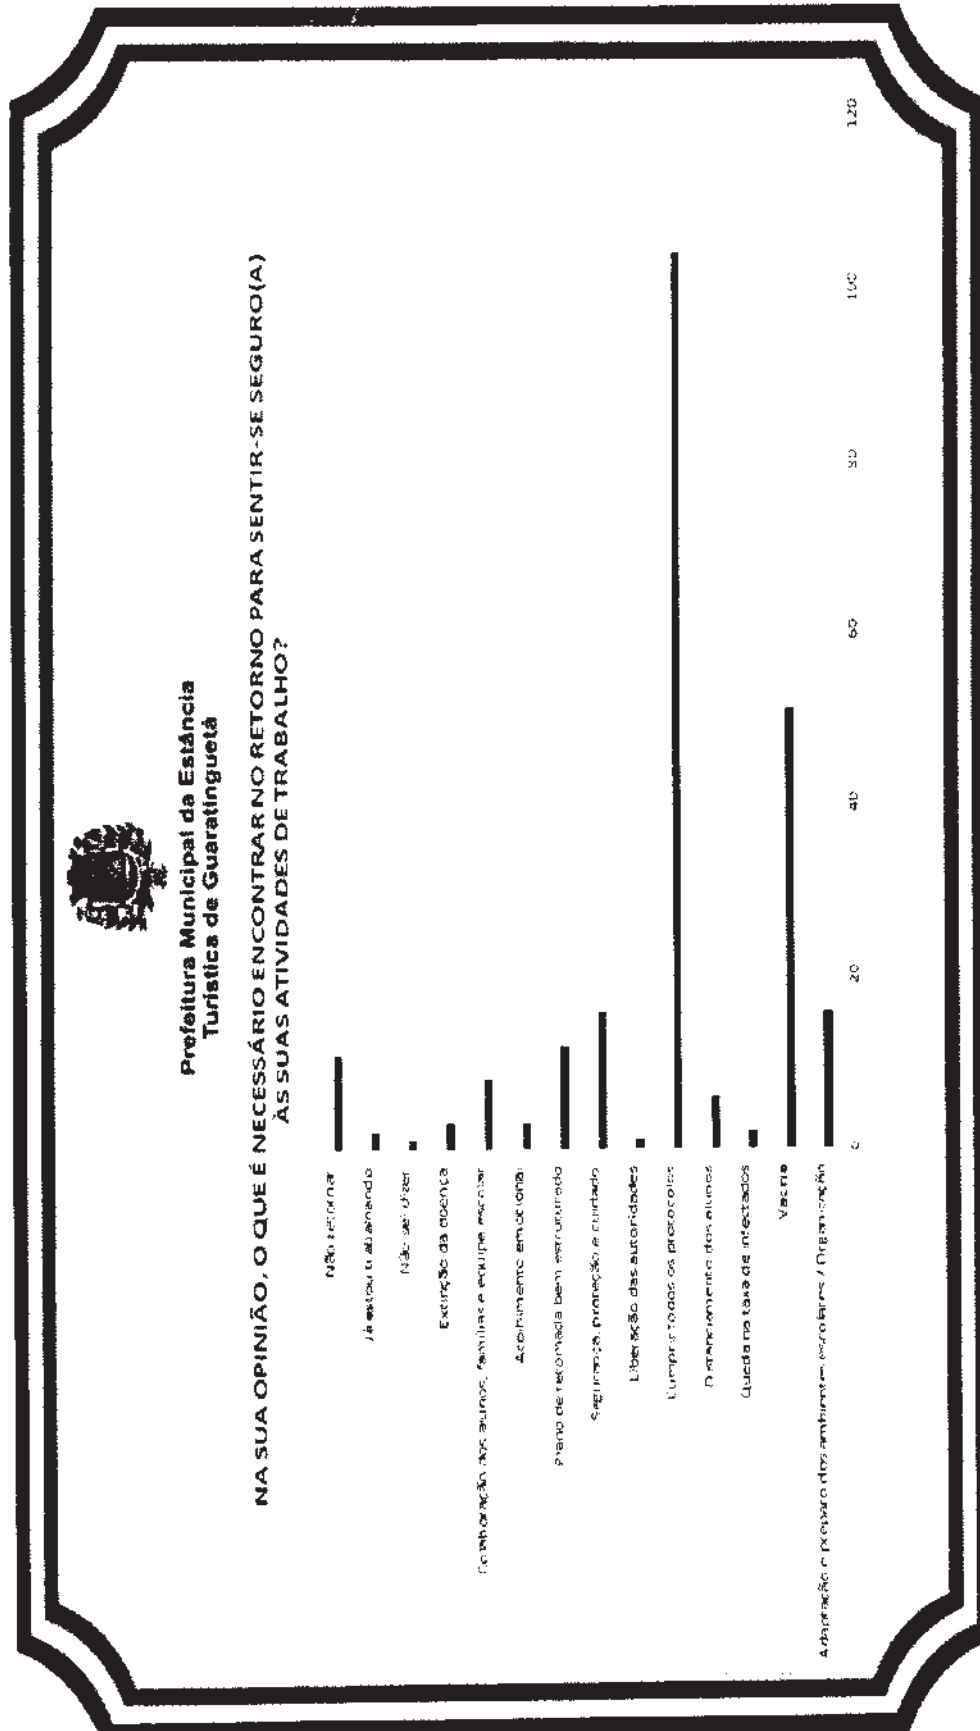 Prefeitura Municipal da Estância
Turística de Guaratinguetá
NA SUA OPINIÃO, O QUE É NECESSÁRIO ENCONTRAR NO RETORNO PARA SENTIR-SE SEGURO(A)
ÀS SUAS ATIVIDADES DE TRABALHO?
Não retornar
Já estou trabalhando
Não sei dizer
Extinção da doença
Colaboração dos alunos, famílias e equipe escolar
Acolhimento emocional
Plano de retomada bem estruturado
Segurança, proteção e cuidado
Liberação das autoridades
Cumprir todos os protocolos
Distanciamento dos alunos
Queda na taxa de infectados
Vacina
Adaptação e preparo dos ambientes escolares / Organização
0 20 40 60 80 100 120